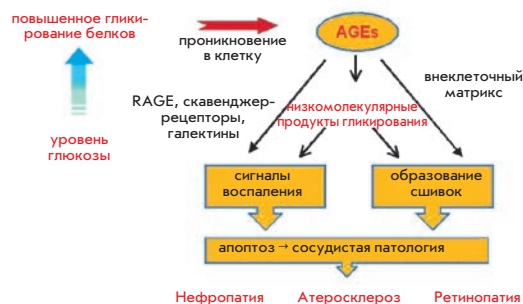 повышенное глики-
рование белков
AGEs
проникновение
в клетку
внеклеточный
матрикс
RAGE, скавенджер-
рецепторы,
галектины
низкомолекулярные
продукты гликирования
уровень
глюкозы
сигналы
воспаления
образование
сшивок
апоптоз → сосудистая патология
Нефропатия Атеросклероз Ретинопатия